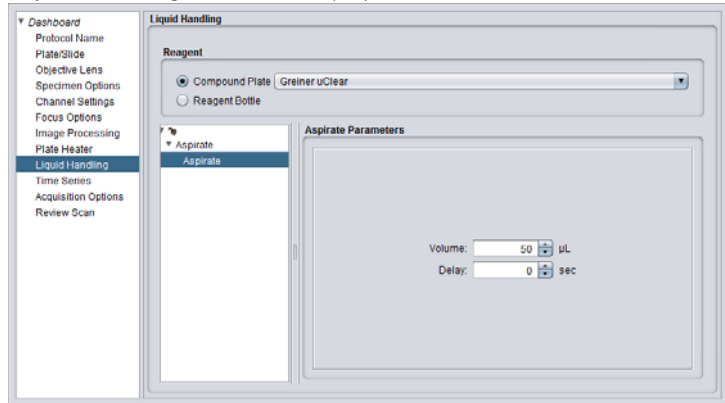 Dashboard
Protocol Name
Plate/Slide
Objective Lens
Specimen Options
Channel Settings
Focus Options
Image Processing
Plate Heater
Liquid Handling
Time Series
Acquisition Options
Review Scan
Liquid Handling
Reagent
Compound Plate Greiner uClear
Reagent Bottle
Aspirate
Aspirate
Aspirate Parameters
Volume: 50 µL
Delay: 0 sec